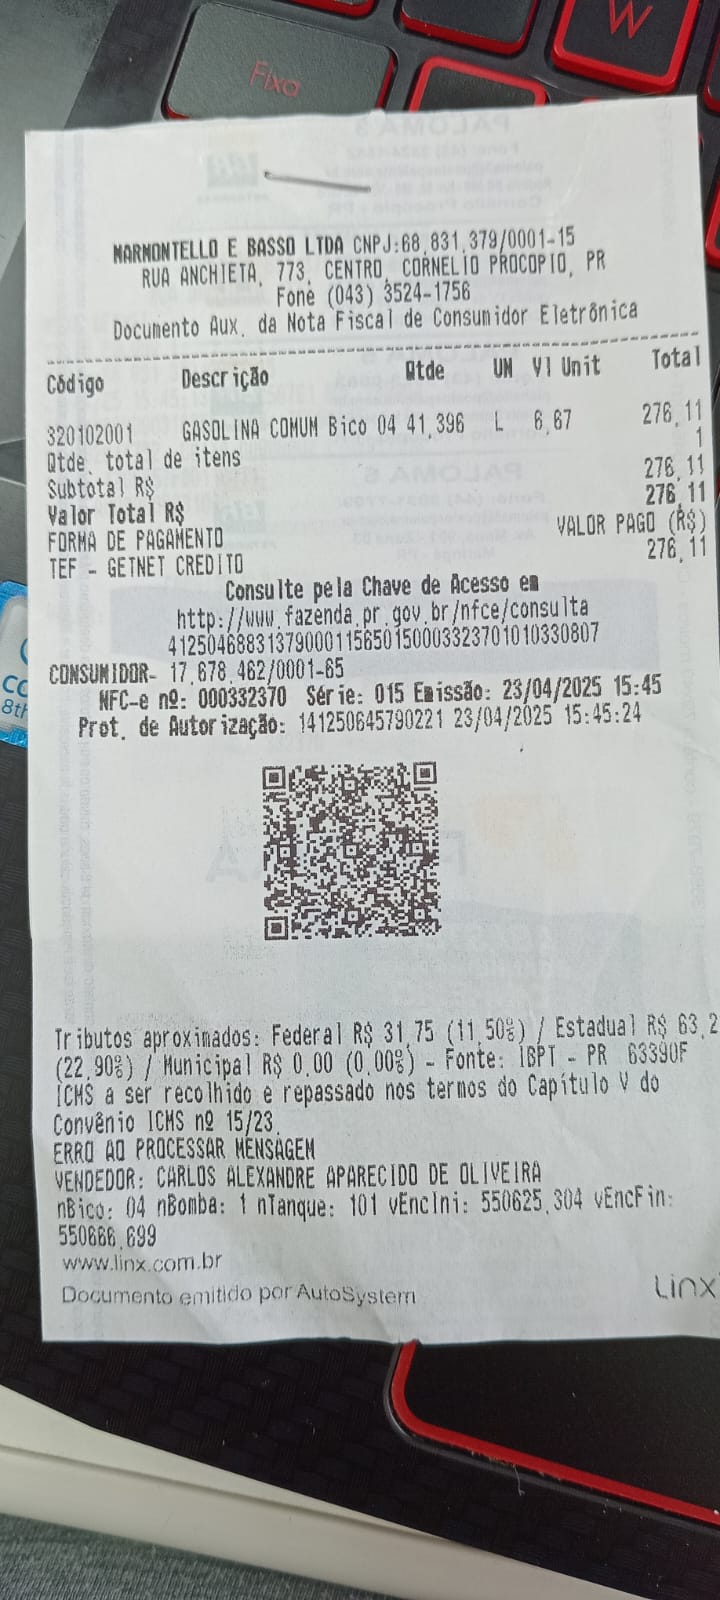 W
Fixa
MARMONTELLO E BASSO LTDA CNPJ:68.831.379/0001-15
RUA ANCHIETA, 773, CENTRO, CORNELIO PROCOPIO, PR
Fone (043) 3524-1756
Documento Aux. da Nota Fiscal de Consumidor Eletrônica
Código Descrição Qtde UN Vl Unit Total
320102001 GASOLINA COMUM Bico 04 41,396 L 6,67 276,11
Qtde. total de itens 1
Subtotal R$ 276,11
Valor Total R$ 276,11
FORMA DE PAGAMENTO VALOR PAGO (R$)
TEF - GETNET CREDITO 276,11
Consulte pela Chave de Acesso em
http://www.fazenda.pr.gov.br/nfce/consulta
41250468831379000115650150003323701010330807
CONSUMIDOR- 17.678.462/0001-65
NFC-e nº: 000332370 Série: 015 Emissão: 23/04/2025 15:45
Prot. de Autorização: 141250645790221 23/04/2025 15:45:24
Tributos aproximados: Federal R$ 31,75 (11,50%) / Estadual R$ 63,2
(22,90%) / Municipal R$ 0,00 (0,00%) - Fonte: IBPT - PR 63390F
ICMS a ser recolhido e repassado nos termos do Capítulo V do
Convênio ICMS nº 15/23.
ERRO AO PROCESSAR MENSAGEM
VENDEDOR: CARLOS ALEXANDRE APARECIDO DE OLIVEIRA
nBico: 04 nBomba: 1 nTanque: 101 vEncIni: 550625,304 vEncFin:
550666,699
www.linx.com.br
Documento emitido por AutoSystem
Linx
8th